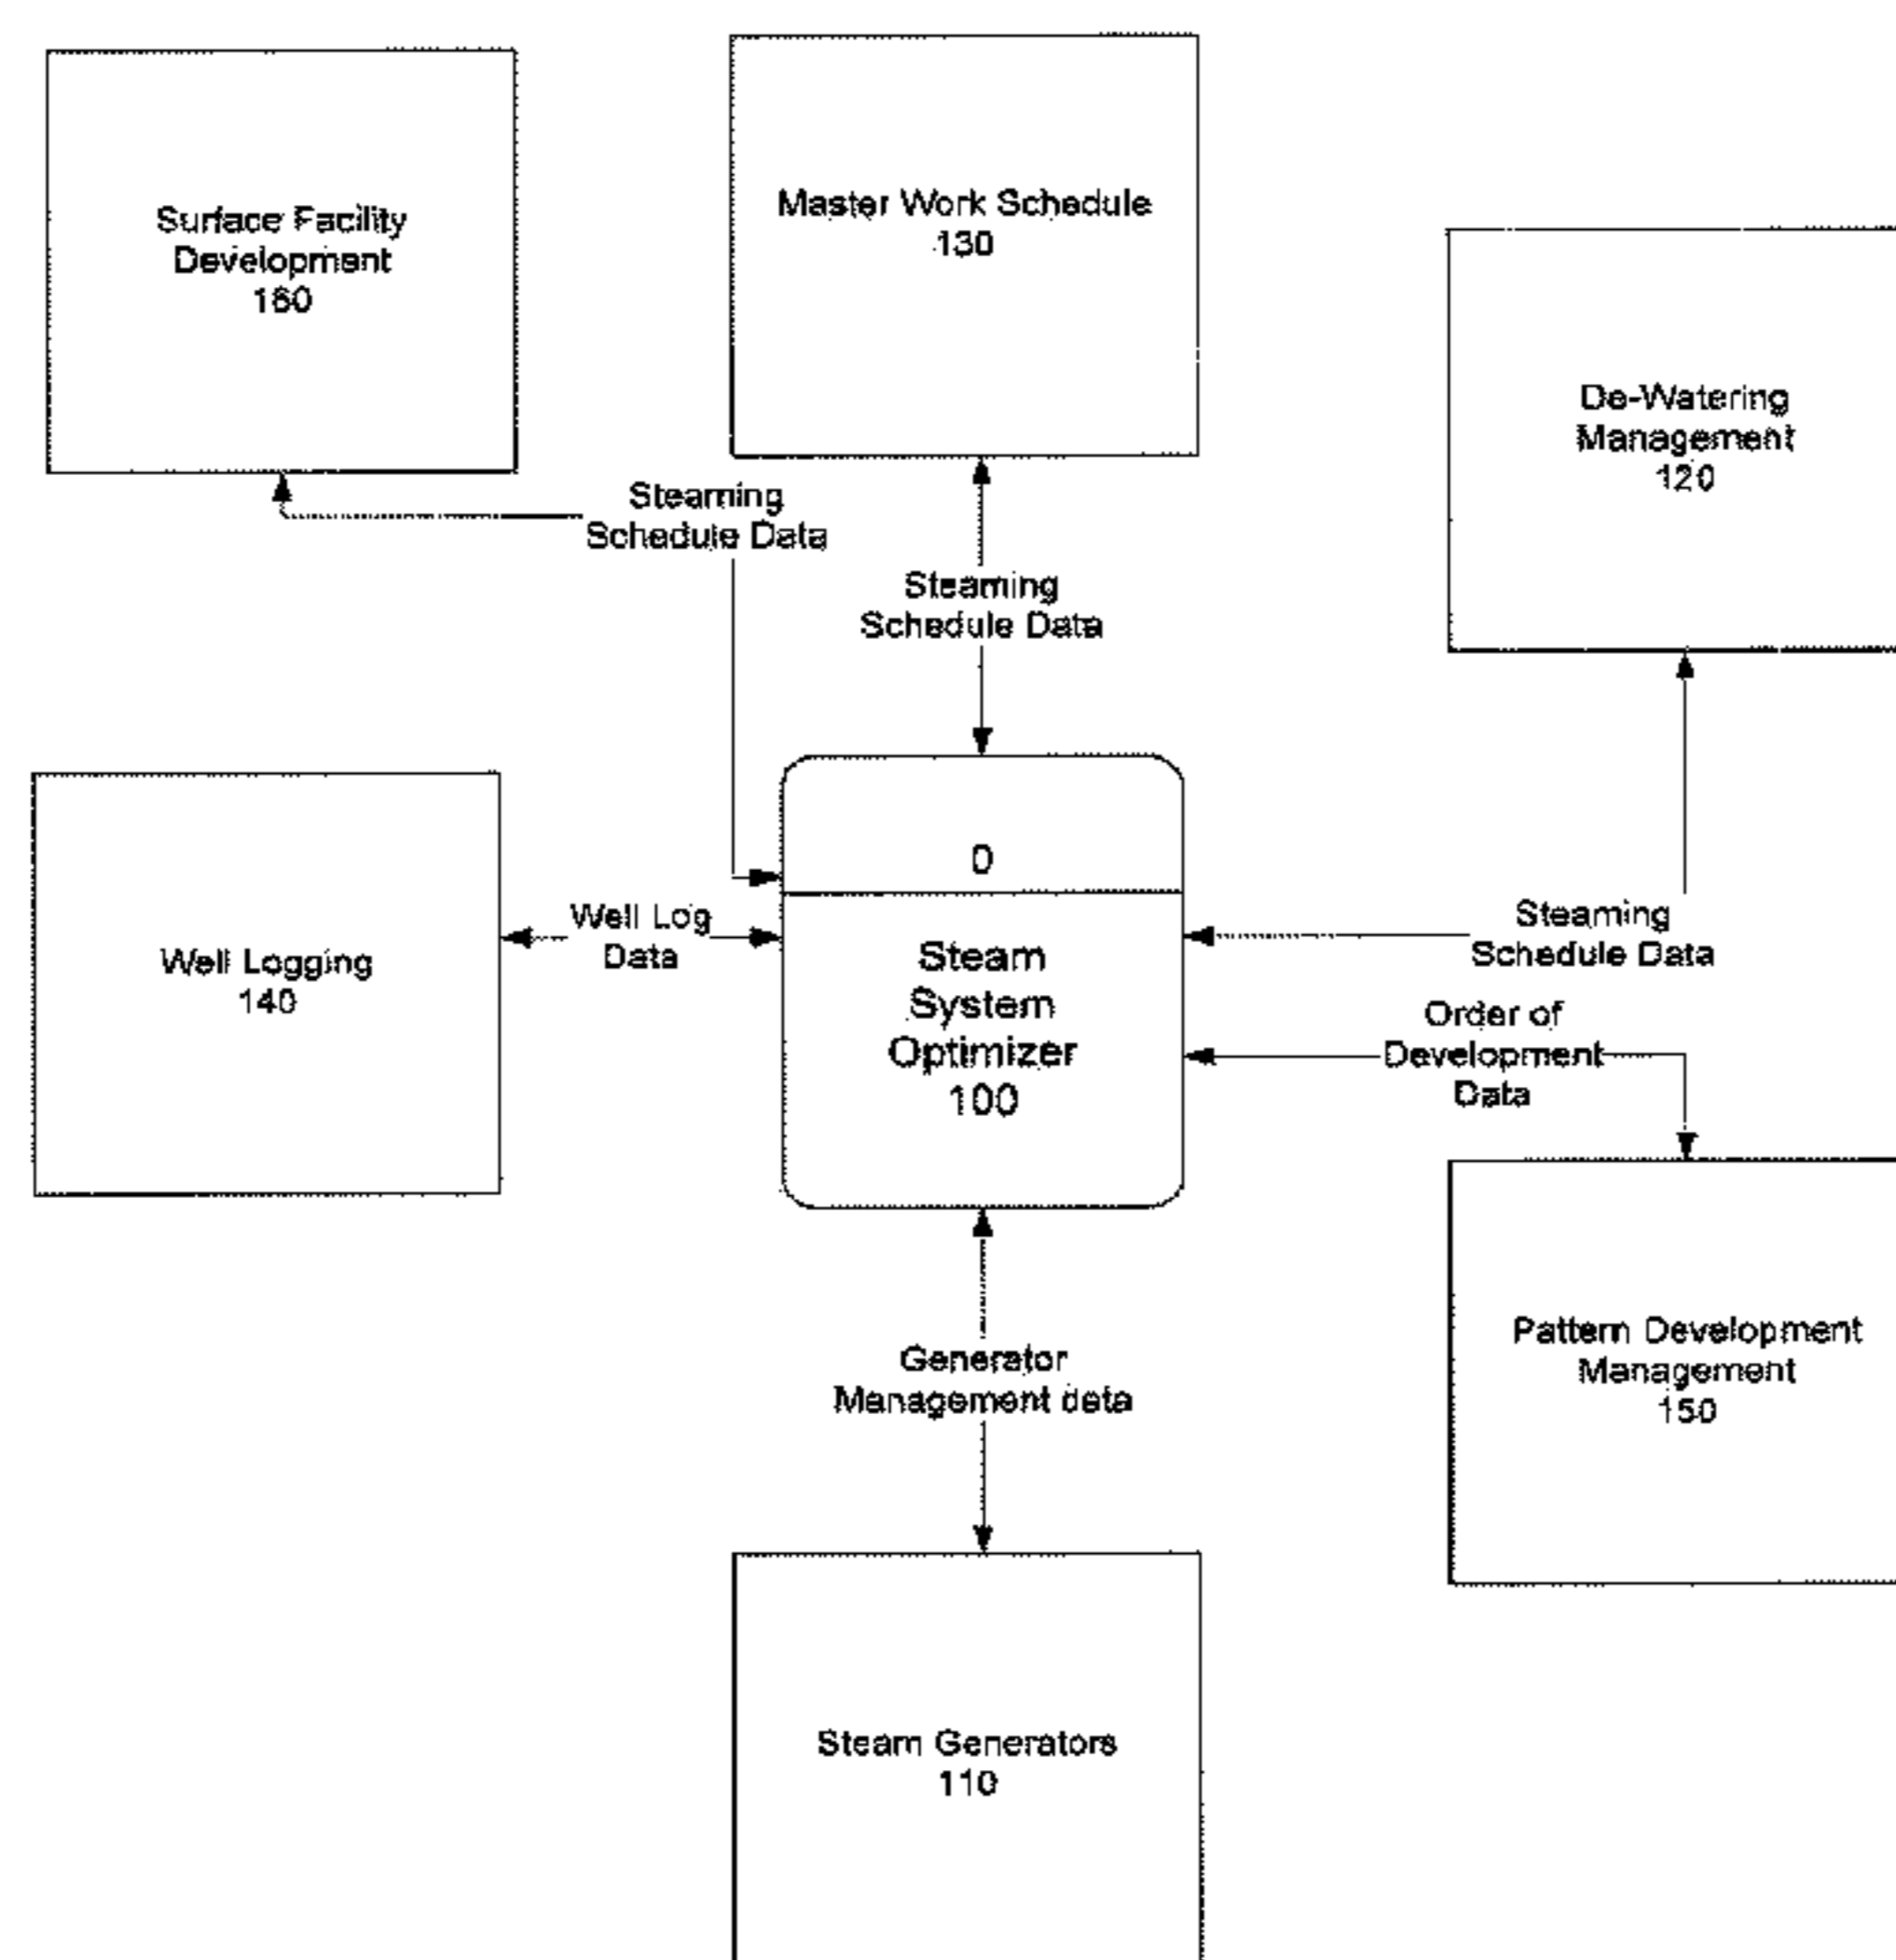 Surface Facility
Development
160
Master Work Schedule
130
De-Watering
Management
120
Steaming
Schedule Data
Steaming
Schedule Data
0
Steam
System
Optimizer
100
Well Logging
140
Well Log
Data
Steaming
Schedule Data
Order of
Development
Data
Pattern Development
Management
150
Generator
Management data
Steam Generators
110